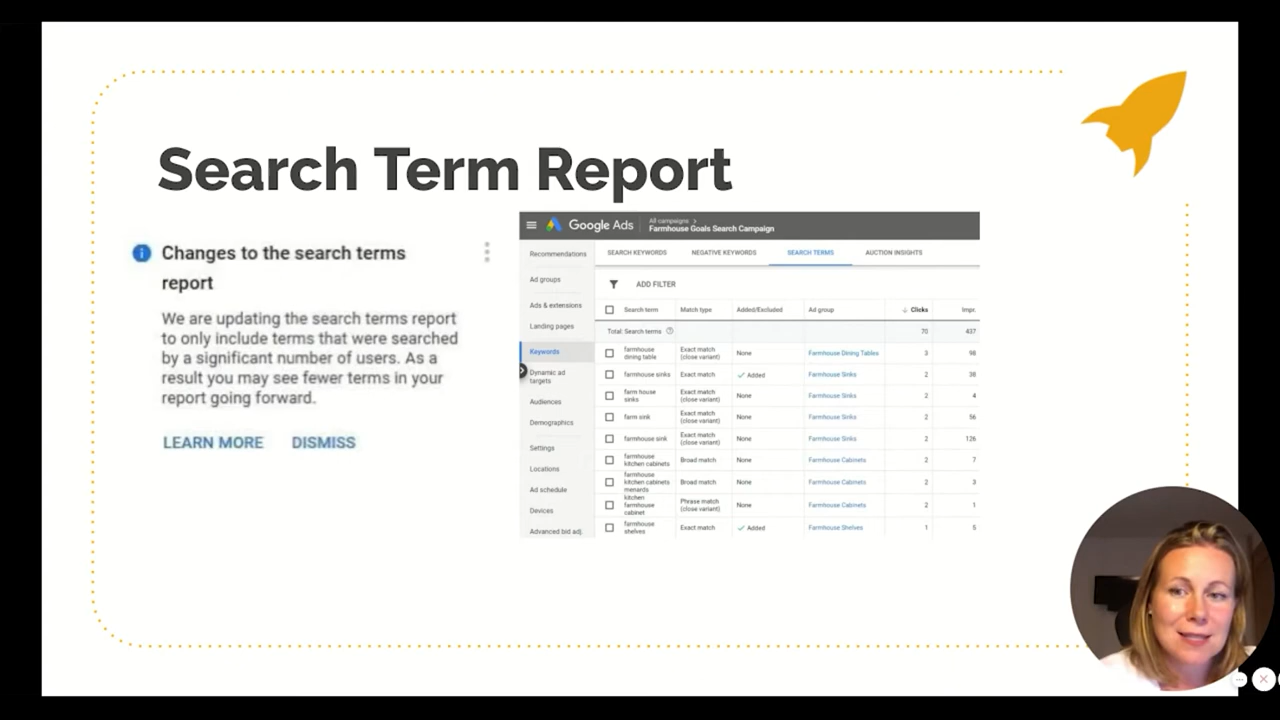 Search Term Report
Changes to the search terms
report
We are updating the search terms report
to only include terms that were searched
by a significant number of users. As a
result you may see fewer terms in your
report going forward.
LEARN MORE DISMISS
Google Ads
All campaigns >
Farmhouse Goals Search Campaign
Recommendations
Ad groups
Ads & extensions
Landing pages
Keywords
Dynamic ad
targets
Audiences
Demographics
Settings
Locations
Ad schedule
Devices
Advanced bid adj.
SEARCH KEYWORDS NEGATIVE KEYWORDS SEARCH TERMS AUCTION INSIGHTS
ADD FILTER
Search term Match type Added/Excluded Ad group Clicks Impr.
Total: Search terms 70 437
farmhouse
dining table
Exact match
(close variant)
None Farmhouse Dining Tables 3 98
farmhouse sinks Exact match Added Farmhouse Sinks 2 38
farm house
sinks
Exact match
(close variant)
None Farmhouse Sinks 2 4
farm sink
Exact match
(close variant)
None Farmhouse Sinks 2 56
farmhouse sink
Exact match
(close variant)
None Farmhouse Sinks 2 126
farmhouse
kitchen cabinets
Broad match None Farmhouse Cabinets 2 7
farmhouse
kitchen cabinets
menards
Broad match None Farmhouse Cabinets 2 3
kitchen
farmhouse
cabinet
Phrase match
(close variant)
None Farmhouse Cabinets 2 1
farmhouse
shelves
Exact match Added Farmhouse Shelves 1 5